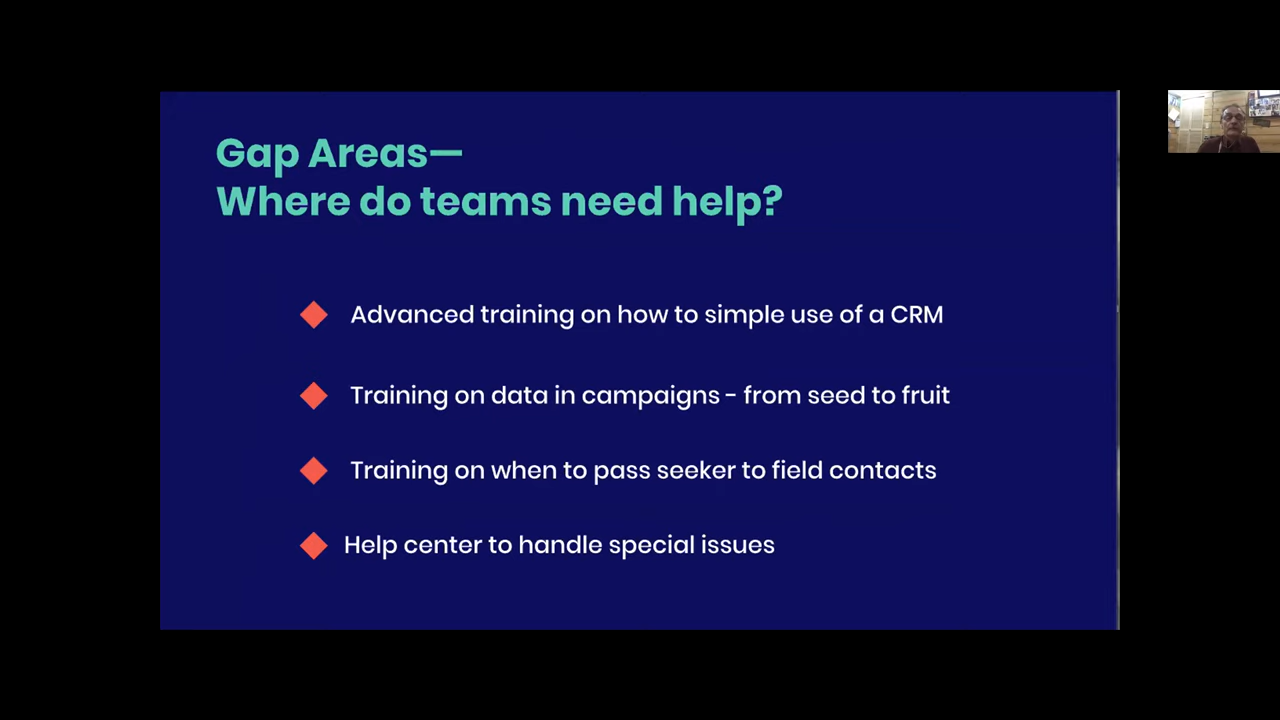 Gap Areas—
Where do teams need help?
Advanced training on how to simple use of a CRM
Training on data in campaigns - from seed to fruit
Training on when to pass seeker to field contacts
Help center to handle special issues